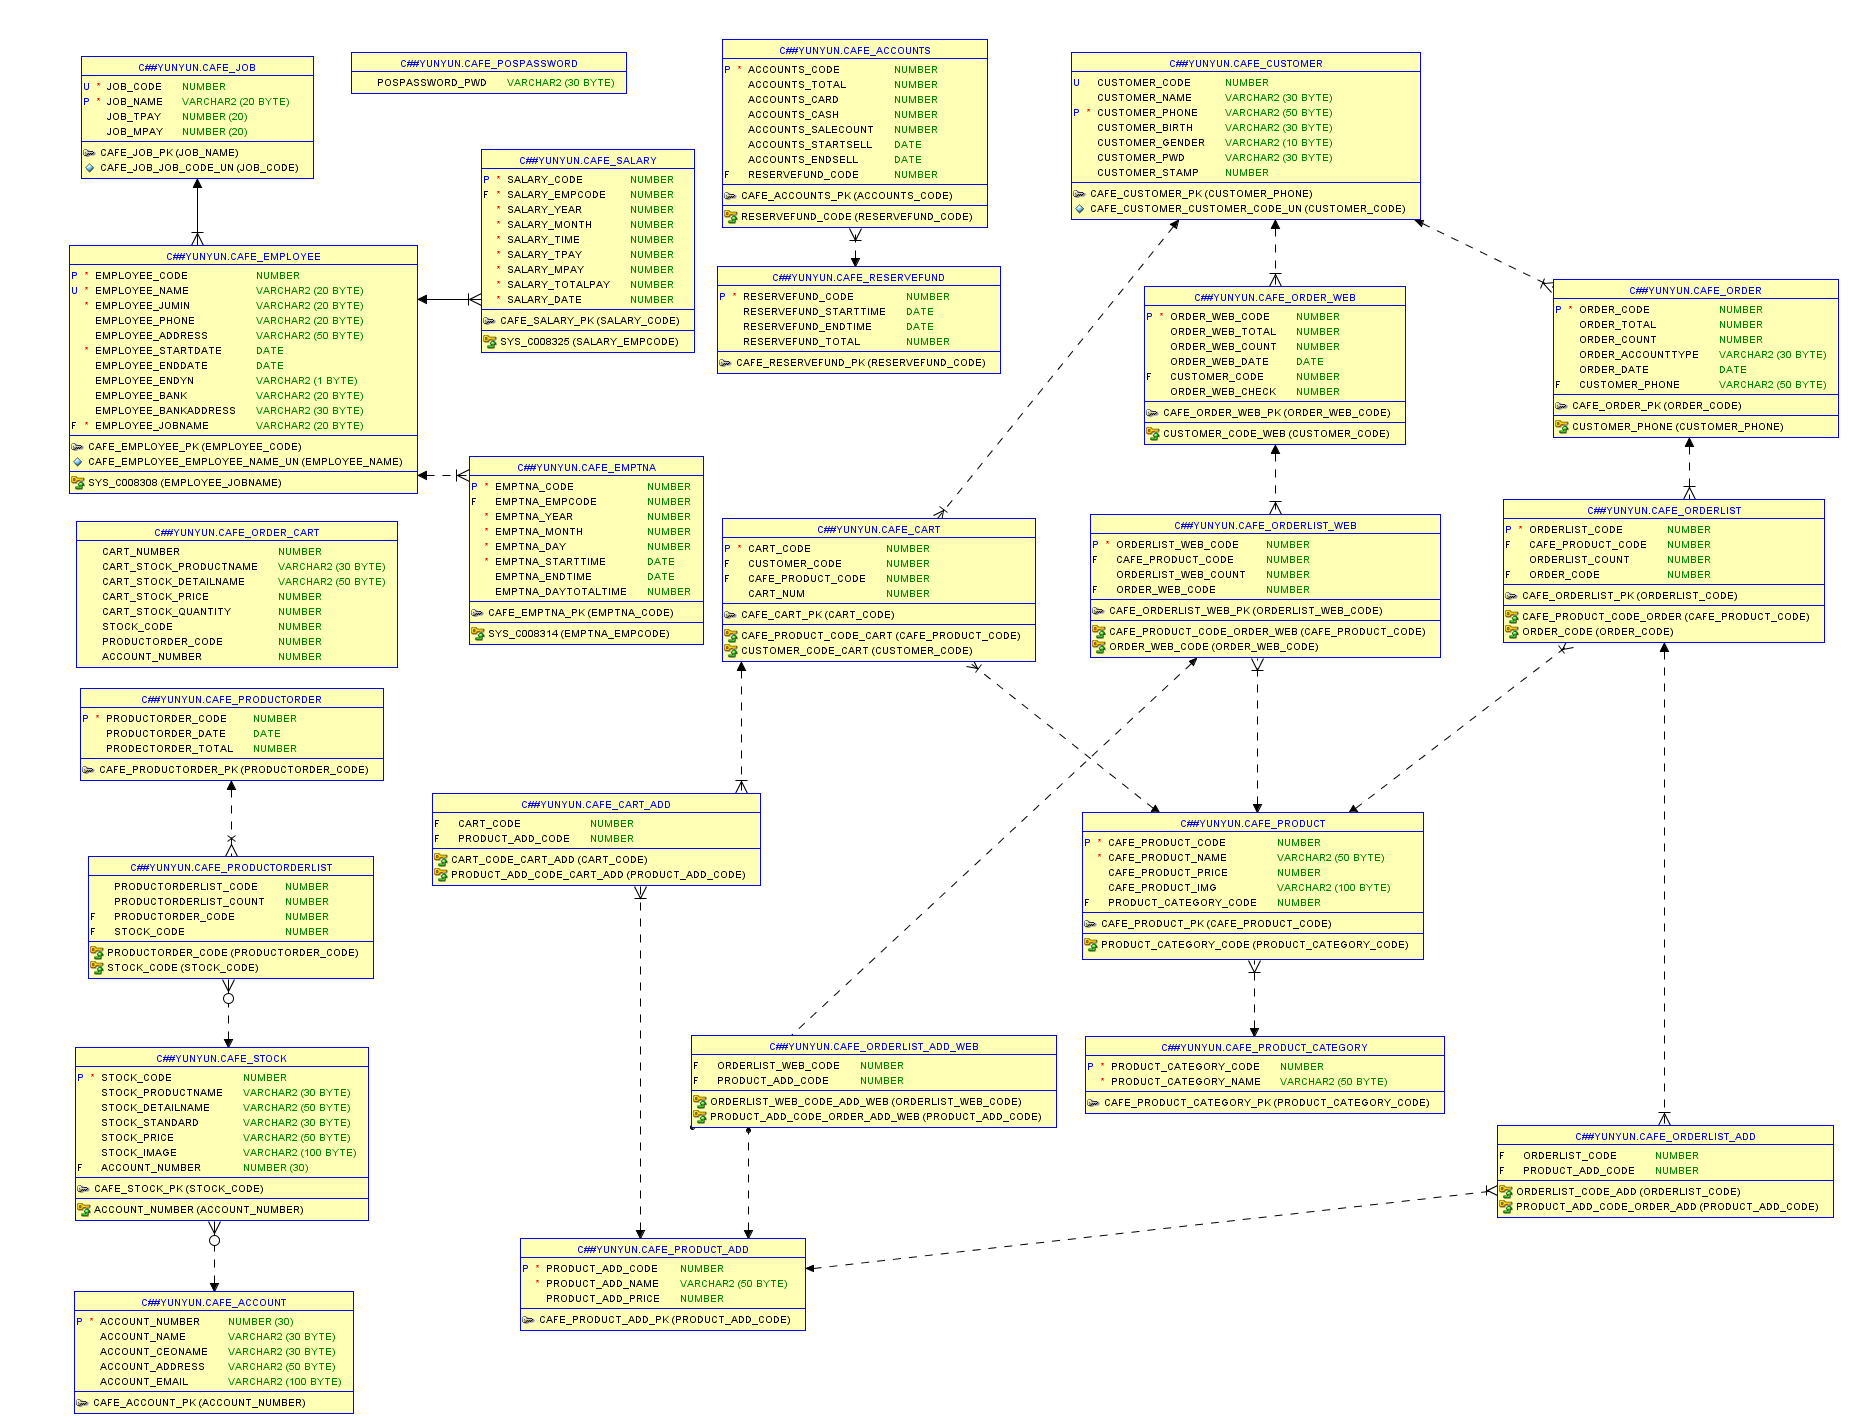 C##YUNYUN.CAFE_JOB
U * JOB_CODE NUMBER
P * JOB_NAME VARCHAR2 (20 BYTE)
JOB_TPAY NUMBER (20)
JOB_MPAY NUMBER (20)
CAFE_JOB_PK (JOB_NAME)
CAFE_JOB_JOB_CODE_UN (JOB_CODE)
C##YUNYUN.CAFE_POSPASSWORD
POSPASSWORD_PWD VARCHAR2 (30 BYTE)
C##YUNYUN.CAFE_SALARY
P * SALARY_CODE NUMBER
F * SALARY_EMPCODE NUMBER
* SALARY_YEAR NUMBER
* SALARY_MONTH NUMBER
* SALARY_TIME NUMBER
* SALARY_TPAY NUMBER
* SALARY_MPAY NUMBER
* SALARY_TOTALPAY NUMBER
* SALARY_DATE NUMBER
CAFE_SALARY_PK (SALARY_CODE)
SYS_C008325 (SALARY_EMPCODE)
C##YUNYUN.CAFE_ACCOUNTS
P * ACCOUNTS_CODE NUMBER
ACCOUNTS_TOTAL NUMBER
ACCOUNTS_CARD NUMBER
ACCOUNTS_CASH NUMBER
ACCOUNTS_SALECOUNT NUMBER
ACCOUNTS_STARTSELL DATE
ACCOUNTS_ENDSELL DATE
F RESERVEFUND_CODE NUMBER
CAFE_ACCOUNTS_PK (ACCOUNTS_CODE)
RESERVEFUND_CODE (RESERVEFUND_CODE)
C##YUNYUN.CAFE_RESERVEFUND
P * RESERVEFUND_CODE NUMBER
RESERVEFUND_STARTTIME DATE
RESERVEFUND_ENDTIME DATE
RESERVEFUND_TOTAL NUMBER
CAFE_RESERVEFUND_PK (RESERVEFUND_CODE)
C##YUNYUN.CAFE_CUSTOMER
U CUSTOMER_CODE NUMBER
CUSTOMER_NAME VARCHAR2 (30 BYTE)
P * CUSTOMER_PHONE VARCHAR2 (50 BYTE)
CUSTOMER_BIRTH VARCHAR2 (30 BYTE)
CUSTOMER_GENDER VARCHAR2 (10 BYTE)
CUSTOMER_PWD VARCHAR2 (30 BYTE)
CUSTOMER_STAMP NUMBER
CAFE_CUSTOMER_PK (CUSTOMER_PHONE)
CAFE_CUSTOMER_CUSTOMER_CODE_UN (CUSTOMER_CODE)
C##YUNYUN.CAFE_EMPLOYEE
P * EMPLOYEE_CODE NUMBER
U * EMPLOYEE_NAME VARCHAR2 (20 BYTE)
* EMPLOYEE_JUMIN VARCHAR2 (20 BYTE)
EMPLOYEE_PHONE VARCHAR2 (20 BYTE)
EMPLOYEE_ADDRESS VARCHAR2 (50 BYTE)
* EMPLOYEE_STARTDATE DATE
EMPLOYEE_ENDDATE DATE
EMPLOYEE_ENDYN VARCHAR2 (1 BYTE)
EMPLOYEE_BANK VARCHAR2 (20 BYTE)
EMPLOYEE_BANKADDRESS VARCHAR2 (30 BYTE)
F * EMPLOYEE_JOBNAME VARCHAR2 (20 BYTE)
CAFE_EMPLOYEE_PK (EMPLOYEE_CODE)
CAFE_EMPLOYEE_EMPLOYEE_NAME_UN (EMPLOYEE_NAME)
SYS_C008308 (EMPLOYEE_JOBNAME)
C##YUNYUN.CAFE_ORDER_WEB
P * ORDER_WEB_CODE NUMBER
ORDER_WEB_TOTAL NUMBER
ORDER_WEB_COUNT NUMBER
ORDER_WEB_DATE DATE
F CUSTOMER_CODE NUMBER
ORDER_WEB_CHECK NUMBER
CAFE_ORDER_WEB_PK (ORDER_WEB_CODE)
CUSTOMER_CODE_WEB (CUSTOMER_CODE)
C##YUNYUN.CAFE_ORDER
P * ORDER_CODE NUMBER
ORDER_TOTAL NUMBER
ORDER_COUNT NUMBER
ORDER_ACCOUNTTYPE VARCHAR2 (30 BYTE)
ORDER_DATE DATE
F CUSTOMER_PHONE VARCHAR2 (50 BYTE)
CAFE_ORDER_PK (ORDER_CODE)
CUSTOMER_PHONE (CUSTOMER_PHONE)
C##YUNYUN.CAFE_EMPTNA
P * EMPTNA_CODE NUMBER
F EMPTNA_EMPCODE NUMBER
* EMPTNA_YEAR NUMBER
* EMPTNA_MONTH NUMBER
* EMPTNA_DAY NUMBER
* EMPTNA_STARTTIME DATE
EMPTNA_ENDTIME DATE
EMPTNA_DAYTOTALTIME NUMBER
CAFE_EMPTNA_PK (EMPTNA_CODE)
SYS_C008314 (EMPTNA_EMPCODE)
C##YUNYUN.CAFE_ORDER_CART
CART_NUMBER NUMBER
CART_STOCK_PRODUCTNAME VARCHAR2 (30 BYTE)
CART_STOCK_DETAILNAME VARCHAR2 (50 BYTE)
CART_STOCK_PRICE NUMBER
CART_STOCK_QUANTITY NUMBER
STOCK_CODE NUMBER
PRODUCTORDER_CODE NUMBER
ACCOUNT_NUMBER NUMBER
C##YUNYUN.CAFE_CART
P * CART_CODE NUMBER
F CUSTOMER_CODE NUMBER
F CAFE_PRODUCT_CODE NUMBER
CART_NUM NUMBER
CAFE_CART_PK (CART_CODE)
CAFE_PRODUCT_CODE_CART (CAFE_PRODUCT_CODE)
CUSTOMER_CODE_CART (CUSTOMER_CODE)
C##YUNYUN.CAFE_ORDERLIST_WEB
P * ORDERLIST_WEB_CODE NUMBER
F CAFE_PRODUCT_CODE NUMBER
ORDERLIST_WEB_COUNT NUMBER
F ORDER_WEB_CODE NUMBER
CAFE_ORDERLIST_WEB_PK (ORDERLIST_WEB_CODE)
CAFE_PRODUCT_CODE_ORDER_WEB (CAFE_PRODUCT_CODE)
ORDER_WEB_CODE (ORDER_WEB_CODE)
C##YUNYUN.CAFE_ORDERLIST
P * ORDERLIST_CODE NUMBER
F CAFE_PRODUCT_CODE NUMBER
ORDERLIST_COUNT NUMBER
F ORDER_CODE NUMBER
CAFE_ORDERLIST_PK (ORDERLIST_CODE)
CAFE_PRODUCT_CODE_ORDER (CAFE_PRODUCT_CODE)
ORDER_CODE (ORDER_CODE)
C##YUNYUN.CAFE_PRODUCTORDER
P * PRODUCTORDER_CODE NUMBER
PRODUCTORDER_DATE DATE
PRODECTORDER_TOTAL NUMBER
CAFE_PRODUCTORDER_PK (PRODUCTORDER_CODE)
C##YUNYUN.CAFE_CART_ADD
F CART_CODE NUMBER
F PRODUCT_ADD_CODE NUMBER
CART_CODE_CART_ADD (CART_CODE)
PRODUCT_ADD_CODE_CART_ADD (PRODUCT_ADD_CODE)
C##YUNYUN.CAFE_PRODUCT
P * CAFE_PRODUCT_CODE NUMBER
* CAFE_PRODUCT_NAME VARCHAR2 (50 BYTE)
CAFE_PRODUCT_PRICE NUMBER
CAFE_PRODUCT_IMG VARCHAR2 (100 BYTE)
F PRODUCT_CATEGORY_CODE NUMBER
CAFE_PRODUCT_PK (CAFE_PRODUCT_CODE)
PRODUCT_CATEGORY_CODE (PRODUCT_CATEGORY_CODE)
C##YUNYUN.CAFE_PRODUCTORDERLIST
PRODUCTORDERLIST_CODE NUMBER
PRODUCTORDERLIST_COUNT NUMBER
F PRODUCTORDER_CODE NUMBER
F STOCK_CODE NUMBER
PRODUCTORDER_CODE (PRODUCTORDER_CODE)
STOCK_CODE (STOCK_CODE)
C##YUNYUN.CAFE_STOCK
P * STOCK_CODE NUMBER
STOCK_PRODUCTNAME VARCHAR2 (30 BYTE)
STOCK_DETAILNAME VARCHAR2 (50 BYTE)
STOCK_STANDARD VARCHAR2 (30 BYTE)
STOCK_PRICE VARCHAR2 (50 BYTE)
STOCK_IMAGE VARCHAR2 (100 BYTE)
F ACCOUNT_NUMBER NUMBER (30)
CAFE_STOCK_PK (STOCK_CODE)
ACCOUNT_NUMBER (ACCOUNT_NUMBER)
C##YUNYUN.CAFE_ORDERLIST_ADD_WEB
F ORDERLIST_WEB_CODE NUMBER
F PRODUCT_ADD_CODE NUMBER
ORDERLIST_WEB_CODE_ADD_WEB (ORDERLIST_WEB_CODE)
PRODUCT_ADD_CODE_ORDER_ADD_WEB (PRODUCT_ADD_CODE)
C##YUNYUN.CAFE_PRODUCT_CATEGORY
P * PRODUCT_CATEGORY_CODE NUMBER
* PRODUCT_CATEGORY_NAME VARCHAR2 (50 BYTE)
CAFE_PRODUCT_CATEGORY_PK (PRODUCT_CATEGORY_CODE)
C##YUNYUN.CAFE_ORDERLIST_ADD
F ORDERLIST_CODE NUMBER
F PRODUCT_ADD_CODE NUMBER
ORDERLIST_CODE_ADD (ORDERLIST_CODE)
PRODUCT_ADD_CODE_ORDER_ADD (PRODUCT_ADD_CODE)
C##YUNYUN.CAFE_PRODUCT_ADD
P * PRODUCT_ADD_CODE NUMBER
* PRODUCT_ADD_NAME VARCHAR2 (50 BYTE)
PRODUCT_ADD_PRICE NUMBER
CAFE_PRODUCT_ADD_PK (PRODUCT_ADD_CODE)
C##YUNYUN.CAFE_ACCOUNT
P * ACCOUNT_NUMBER NUMBER (30)
ACCOUNT_NAME VARCHAR2 (30 BYTE)
ACCOUNT_CEONAME VARCHAR2 (30 BYTE)
ACCOUNT_ADDRESS VARCHAR2 (50 BYTE)
ACCOUNT_EMAIL VARCHAR2 (100 BYTE)
CAFE_ACCOUNT_PK (ACCOUNT_NUMBER)